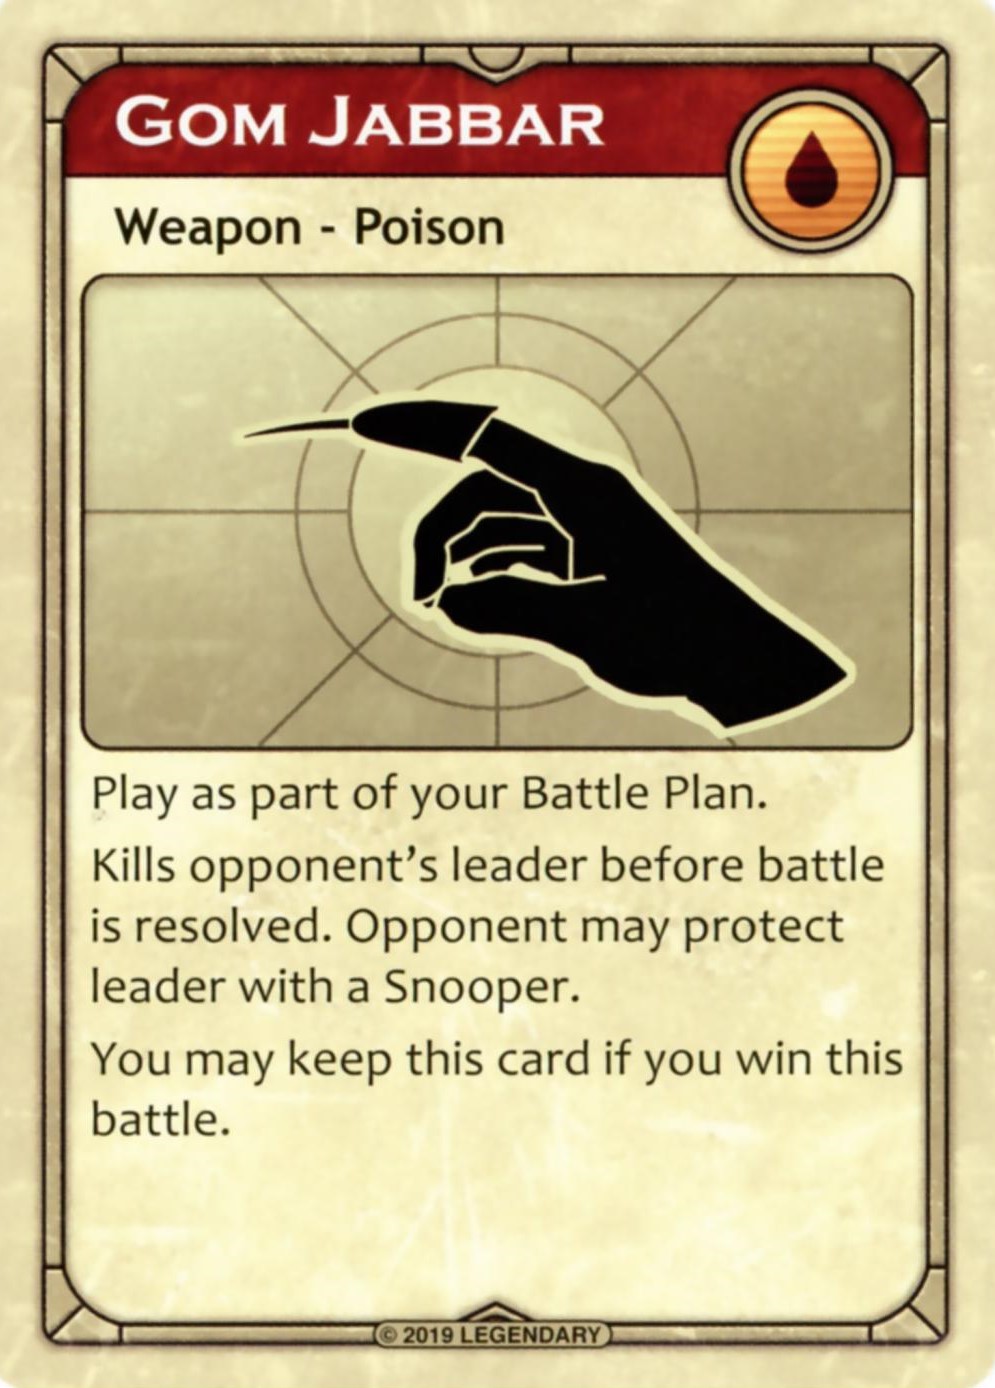 GOM JABBAR
Weapon - Poison
Play as part of your Battle Plan.
Kills opponent’s leader before battle
is resolved. Opponent may protect
leader with a Snooper.
You may keep this card if you win this
battle.
© 2019 LEGENDARY